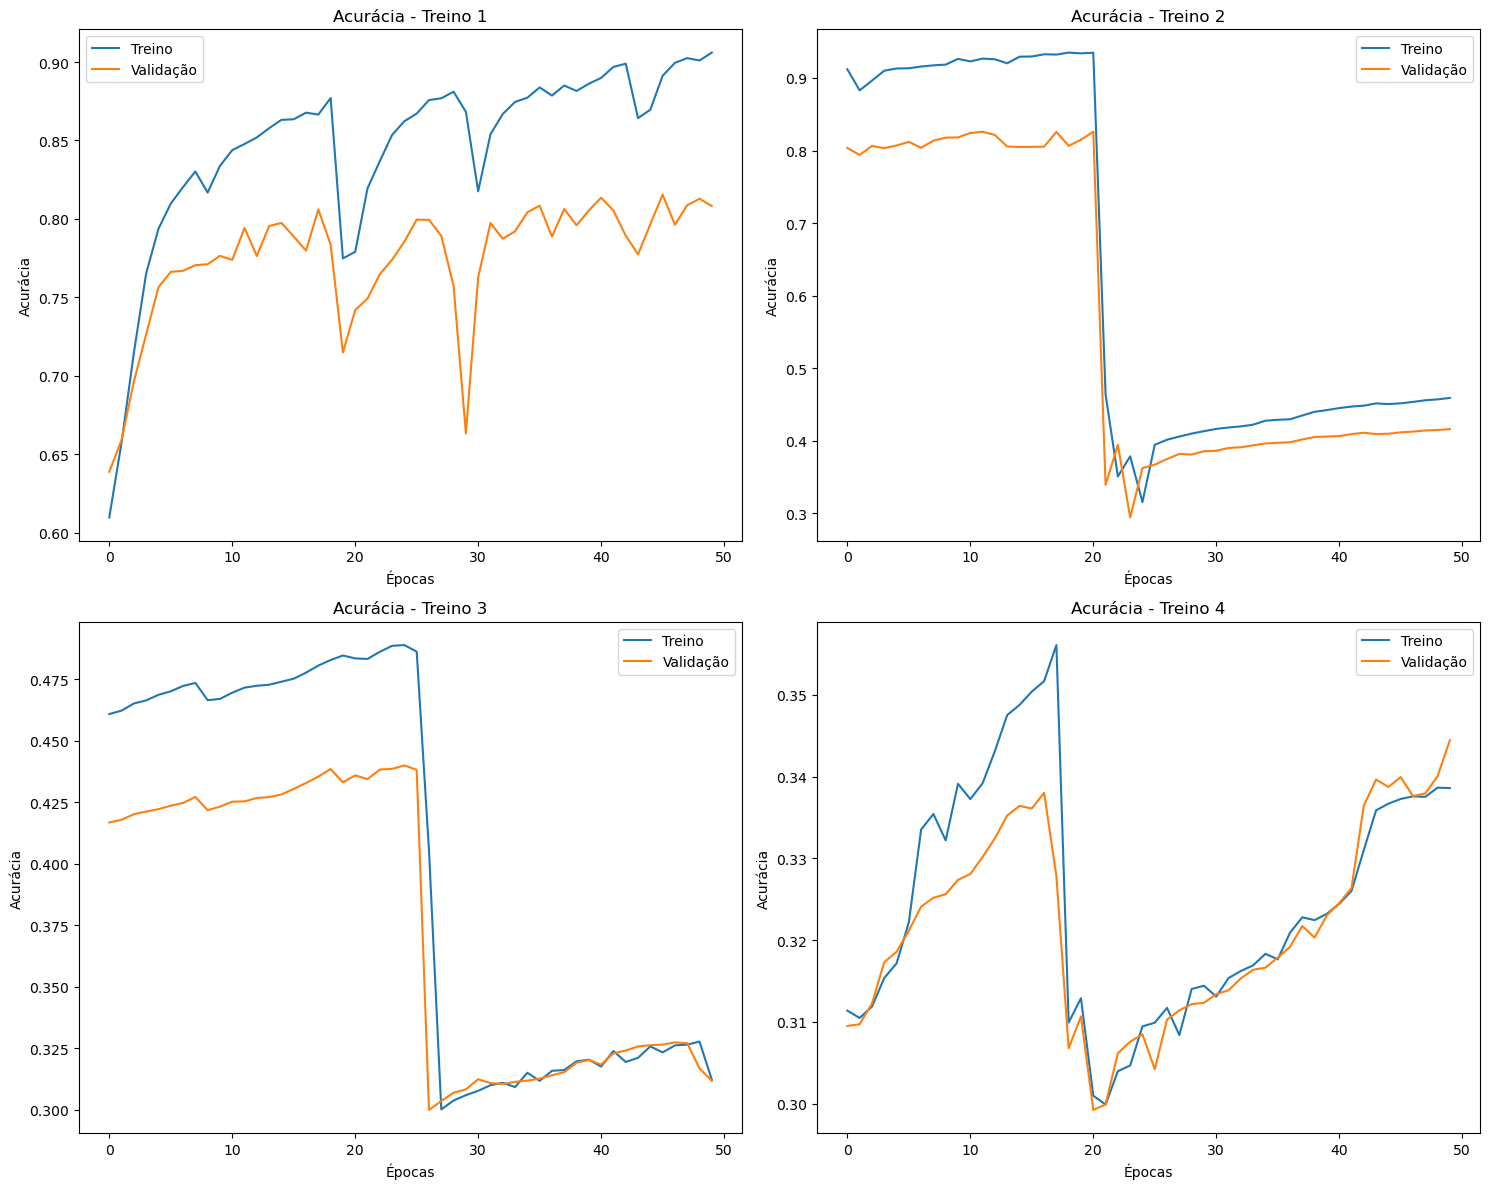 Acurácia - Treino 1
Treino
Validação
0.90
0.85
0.80
0.75
0.70
0.65
0.60
Acurácia
0 10 20 30 40 50
Épocas
Acurácia - Treino 2
Treino
Validação
0.9
0.8
0.7
0.6
0.5
0.4
0.3
Acurácia
0 10 20 30 40 50
Épocas
Acurácia - Treino 3
Treino
Validação
0.475
0.450
0.425
0.400
0.375
0.350
0.325
0.300
Acurácia
0 10 20 30 40 50
Épocas
Acurácia - Treino 4
Treino
Validação
0.35
0.34
0.33
0.32
0.31
0.30
Acurácia
0 10 20 30 40 50
Épocas